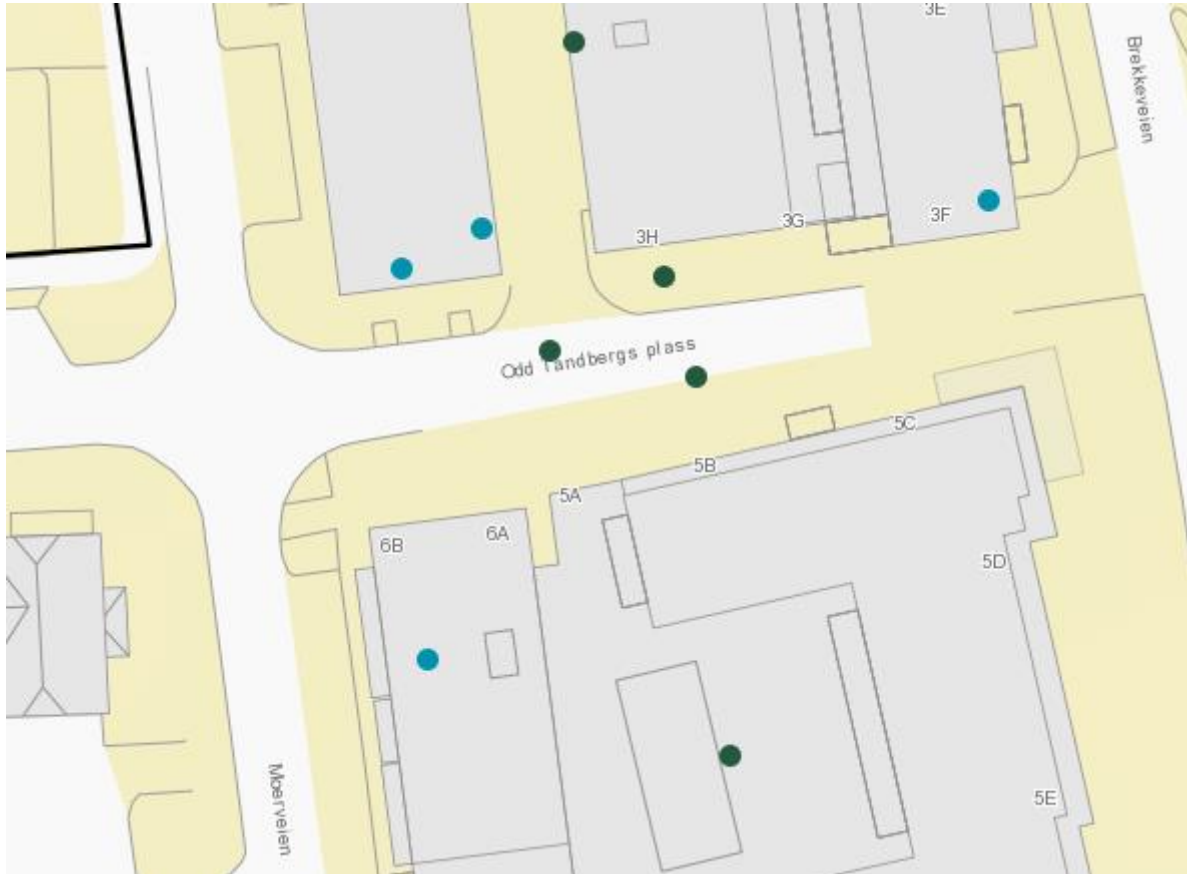 3E
Brekkeveien
3F
3G
3H
Odd Tandbergs plass
5C
5B
5A
6A
6B
5D
Moerveien
5E